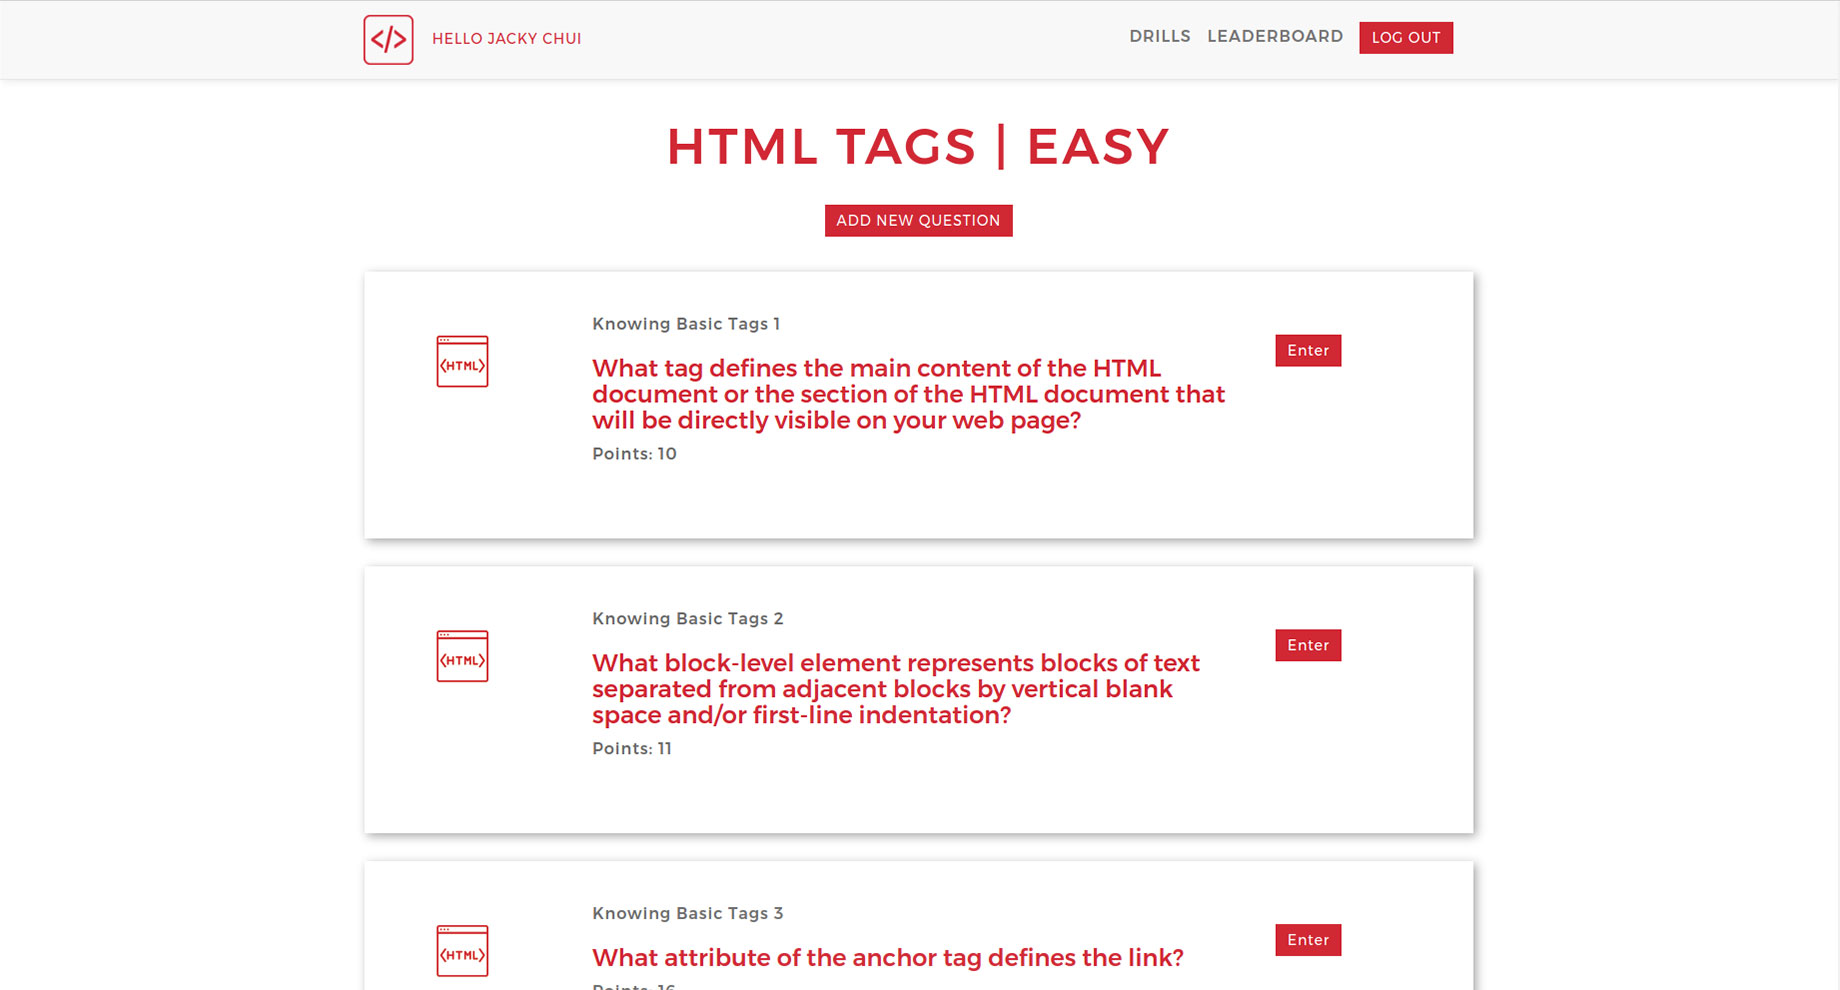 </> HELLO JACKY CHUI DRILLS LEADERBOARD LOG OUT
HTML TAGS | EASY
ADD NEW QUESTION
Knowing Basic Tags 1
<HTML>
What tag defines the main content of the HTML
document or the section of the HTML document that
will be directly visible on your web page?
Points: 10
Enter
Knowing Basic Tags 2
<HTML>
What block-level element represents blocks of text
separated from adjacent blocks by vertical blank
space and/or first-line indentation?
Points: 11
Enter
Knowing Basic Tags 3
<HTML>
What attribute of the anchor tag defines the link?
Points: 16
Enter